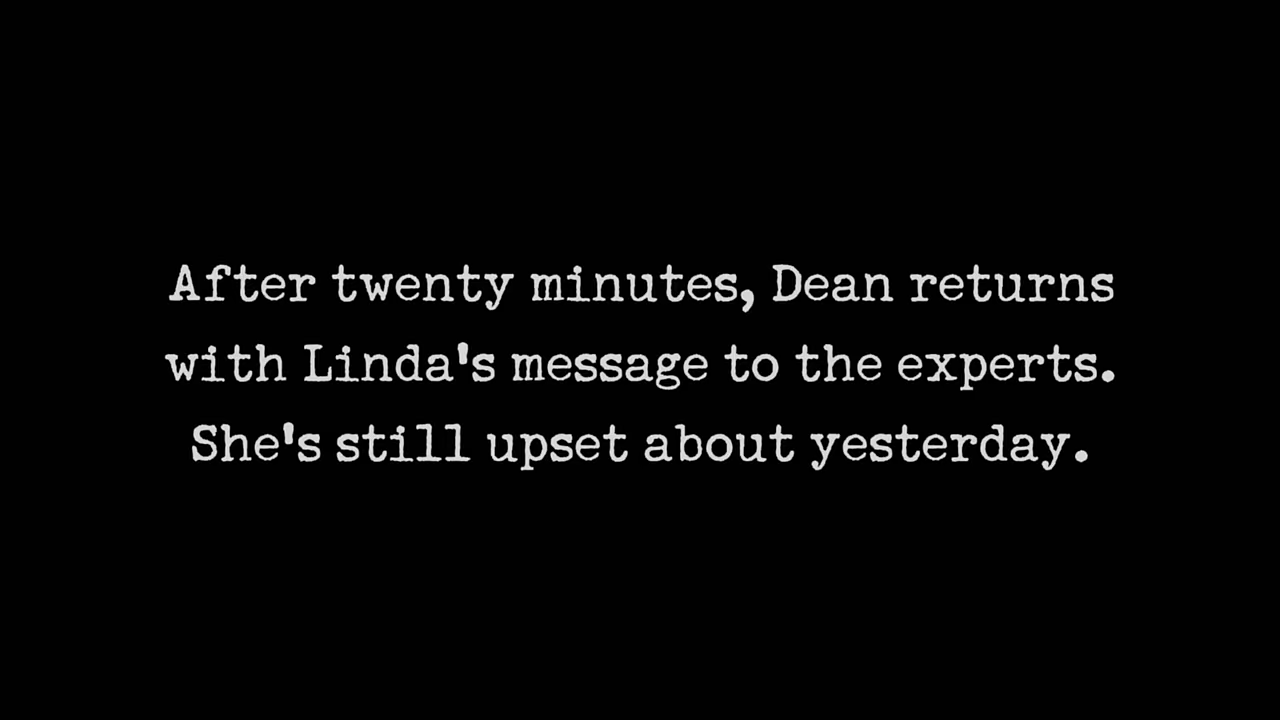 After twenty minutes, Dean returns
with Linda's message to the experts.
She's still upset about yesterday.